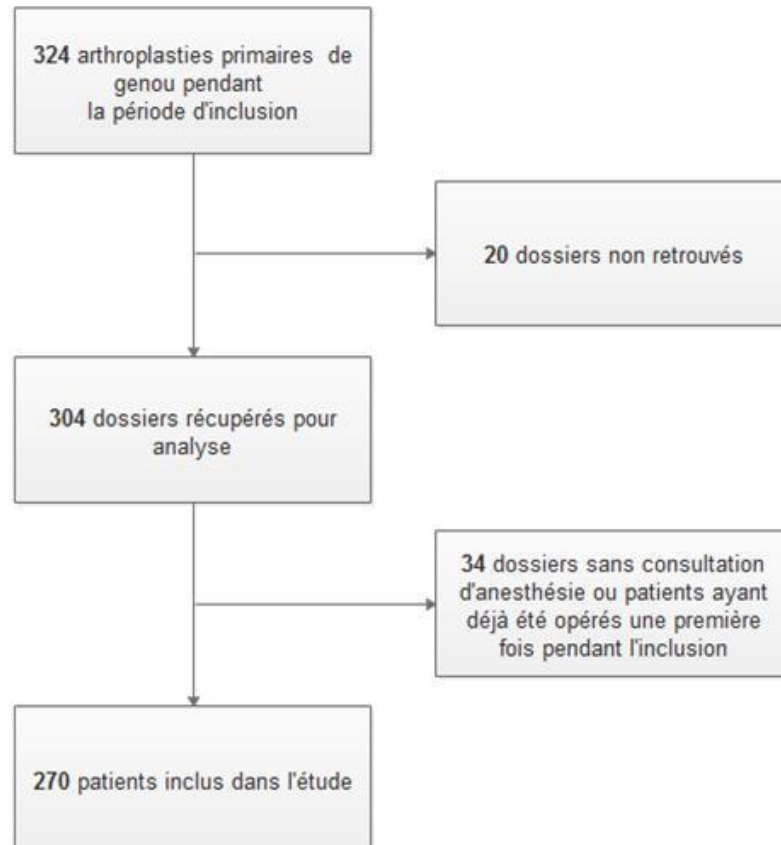 324 arthroplasties primaires de
genou pendant
la période d'inclusion
20 dossiers non retrouvés
304 dossiers récupérés pour
analyse
34 dossiers sans consultation
d'anesthésie ou patients ayant
déjà été opérés une première
fois pendant l'inclusion
270 patients inclus dans l'étude